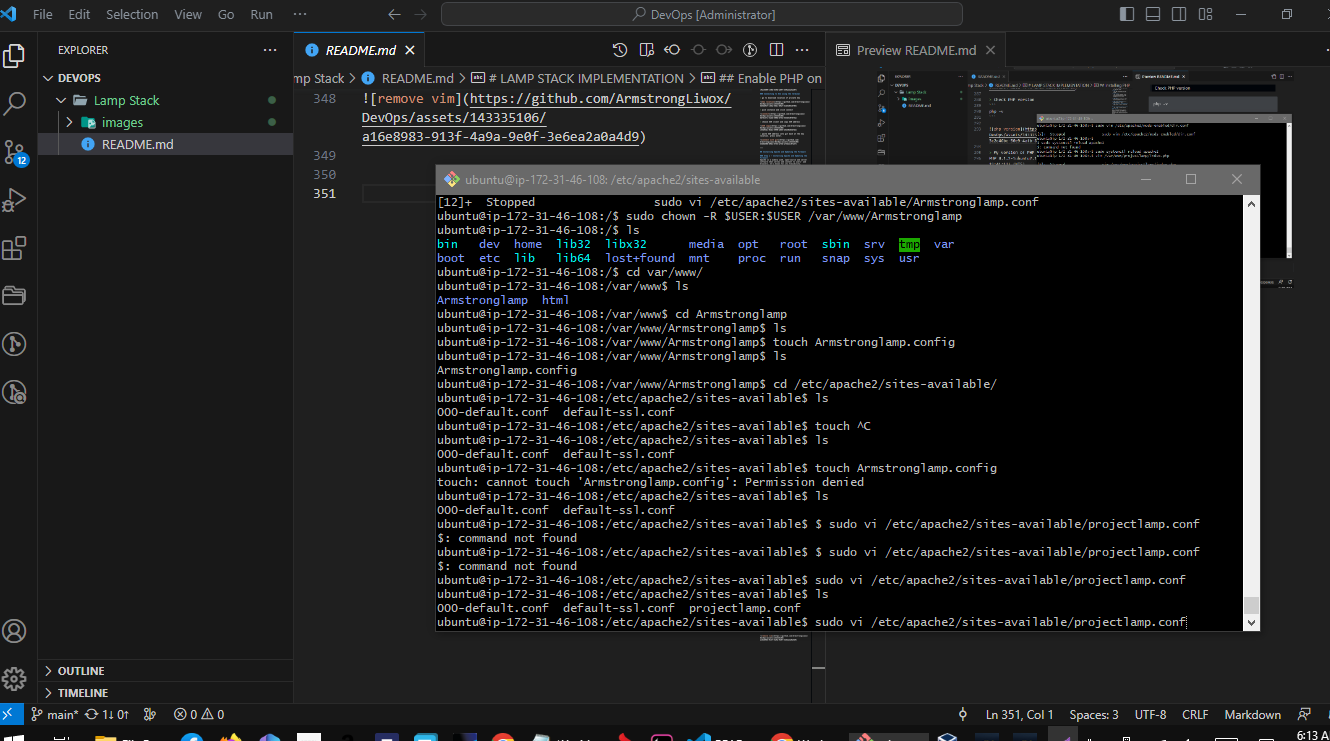 File Edit Selection View Go Run ··· DevOps [Administrator]
EXPLORER
DEVOPS
Lamp Stack
images
README.md
OUTLINE
TIMELINE
README.md
Preview README.md
mp Stack > README.md > # LAMP STACK IMPLEMENTATION > ## Enable PHP on
348 ![remove vim](https://github.com/ArmstrongLiwox/
DevOps/assets/143335106/
a16e8983-913f-4a9a-9e0f-3e6ea2a0a4d9)
349
350
351
Check PHP version
php -v
ubuntu@ip-172-31-46-108: /etc/apache2/sites-available
[12]+  Stopped                 sudo vi /etc/apache2/sites-available/Armstronglamp.conf
ubuntu@ip-172-31-46-108:/$ sudo chown -R $USER:$USER /var/www/Armstronglamp
ubuntu@ip-172-31-46-108:/$ ls
bin   dev  home  lib32  libx32      media  opt   root  sbin  srv  tmp  var
boot  etc  lib   lib64  lost+found  mnt    proc  run   snap  sys  usr
ubuntu@ip-172-31-46-108:/$ cd var/www/
ubuntu@ip-172-31-46-108:/var/www$ ls
Armstronglamp  html
ubuntu@ip-172-31-46-108:/var/www$ cd Armstronglamp
ubuntu@ip-172-31-46-108:/var/www/Armstronglamp$ ls
ubuntu@ip-172-31-46-108:/var/www/Armstronglamp$ touch Armstronglamp.config
ubuntu@ip-172-31-46-108:/var/www/Armstronglamp$ ls
Armstronglamp.config
ubuntu@ip-172-31-46-108:/var/www/Armstronglamp$ cd /etc/apache2/sites-available/
ubuntu@ip-172-31-46-108:/etc/apache2/sites-available$ ls
000-default.conf  default-ssl.conf
ubuntu@ip-172-31-46-108:/etc/apache2/sites-available$ touch ^C
ubuntu@ip-172-31-46-108:/etc/apache2/sites-available$ ls
000-default.conf  default-ssl.conf
ubuntu@ip-172-31-46-108:/etc/apache2/sites-available$ touch Armstronglamp.config
touch: cannot touch 'Armstronglamp.config': Permission denied
ubuntu@ip-172-31-46-108:/etc/apache2/sites-available$ ls
000-default.conf  default-ssl.conf
ubuntu@ip-172-31-46-108:/etc/apache2/sites-available$ $ sudo vi /etc/apache2/sites-available/projectlamp.conf
$: command not found
ubuntu@ip-172-31-46-108:/etc/apache2/sites-available$ $ sudo vi /etc/apache2/sites-available/projectlamp.conf
$: command not found
ubuntu@ip-172-31-46-108:/etc/apache2/sites-available$ sudo vi /etc/apache2/sites-available/projectlamp.conf
ubuntu@ip-172-31-46-108:/etc/apache2/sites-available$ ls
000-default.conf  default-ssl.conf  projectlamp.conf
ubuntu@ip-172-31-46-108:/etc/apache2/sites-available$ sudo vi /etc/apache2/sites-available/projectlamp.conf
12
main* 1↓ 0↑ 0 0 Ln 351, Col 1 Spaces: 3 UTF-8 CRLF Markdown
6:13 A